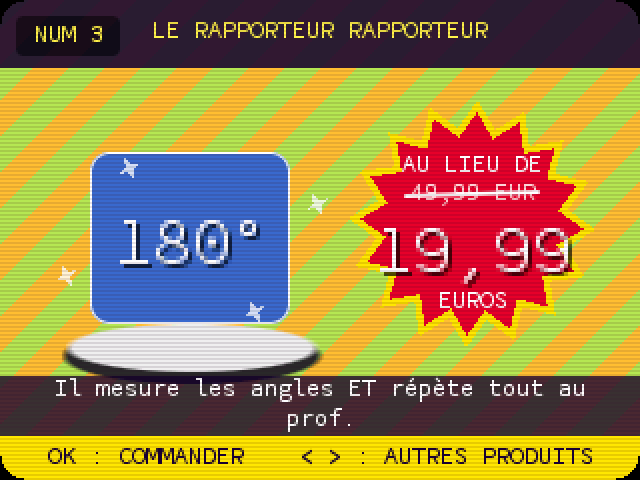 NUM 3
LE RAPPORTEUR RAPPORTEUR
180°
AU LIEU DE
49,99 EUR
19,99
EUROS
Il mesure les angles ET répète tout au
prof.
OK : COMMANDER < > : AUTRES PRODUITS